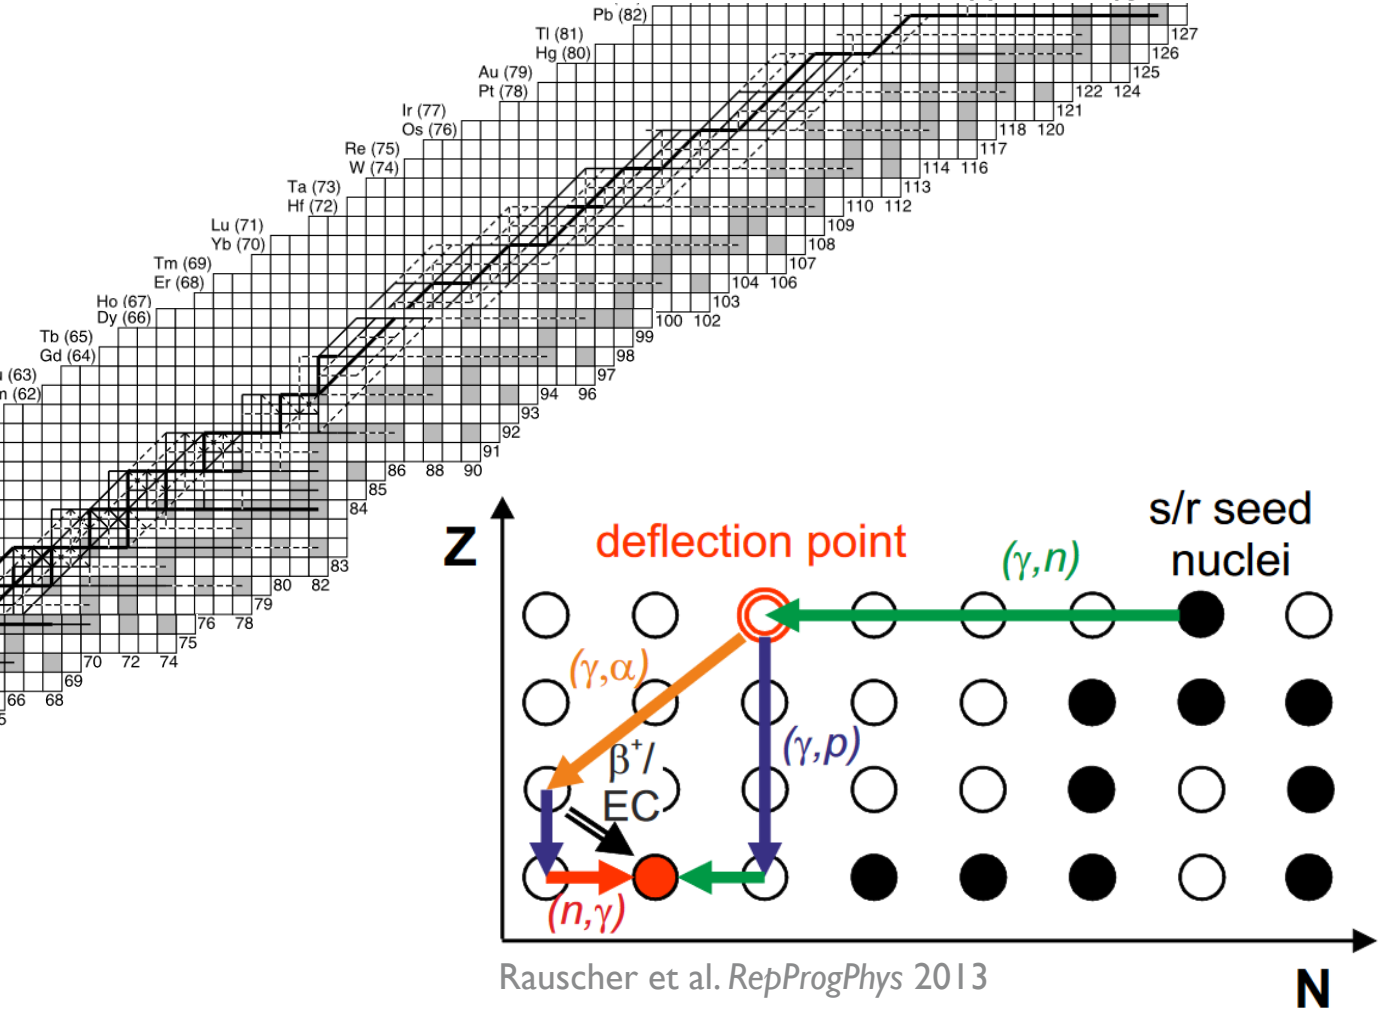 Pb (82)
Tl (81)
Hg (80)
Au (79)
Pt (78)
Ir (77)
Os (76)
Re (75)
W (74)
Ta (73)
Hf (72)
Lu (71)
Yb (70)
Tm (69)
Er (68)
Ho (67)
Dy (66)
Tb (65)
Gd (64)
(63)
(62)
127
126
125
122 124
121
118 120
117
114 116
113
110 112
109
108
107
104 106
103
100 102
99
98
97
94 96
93
92
91
86 88 90
85
84
83
80 82
79
76 78
75
70 72 74
69
66 68
Z
deflection point
s/r seed
nuclei
(γ,n)
(γ,α)
(γ,p)
β⁺/
EC
(n,γ)
N
Rauscher et al. RepProgPhys 2013